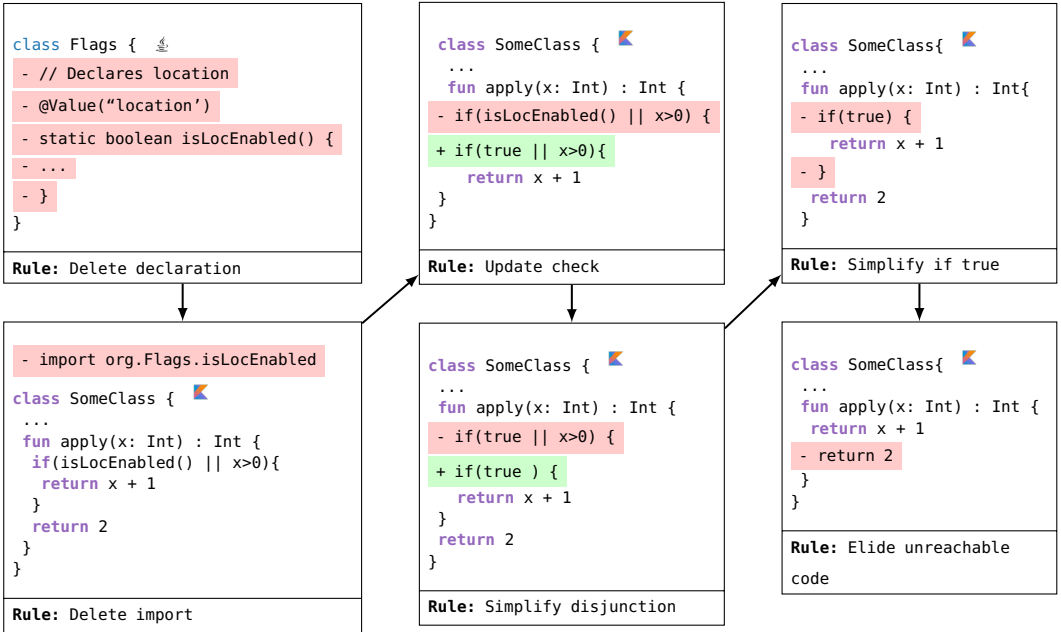 class Flags {
- // Declares location
- @Value(“location’)
- static boolean isLocEnabled() {
- ...
- }
}
Rule: Delete declaration
- import org.Flags.isLocEnabled
class SomeClass {
...
fun apply(x: Int) : Int {
if(isLocEnabled() || x>0){
return x + 1
}
return 2
}
}
Rule: Delete import
class SomeClass {
...
fun apply(x: Int) : Int {
- if(isLocEnabled() || x>0) {
+ if(true || x>0){
return x + 1
}
}
Rule: Update check
class SomeClass {
...
fun apply(x: Int) : Int {
- if(true || x>0) {
+ if(true ) {
return x + 1
}
return 2
}
Rule: Simplify disjunction
class SomeClass{
...
fun apply(x: Int) : Int{
- if(true) {
return x + 1
- }
return 2
}
Rule: Simplify if true
class SomeClass{
...
fun apply(x: Int) : Int {
return x + 1
- return 2
}
}
Rule: Elide unreachable
code